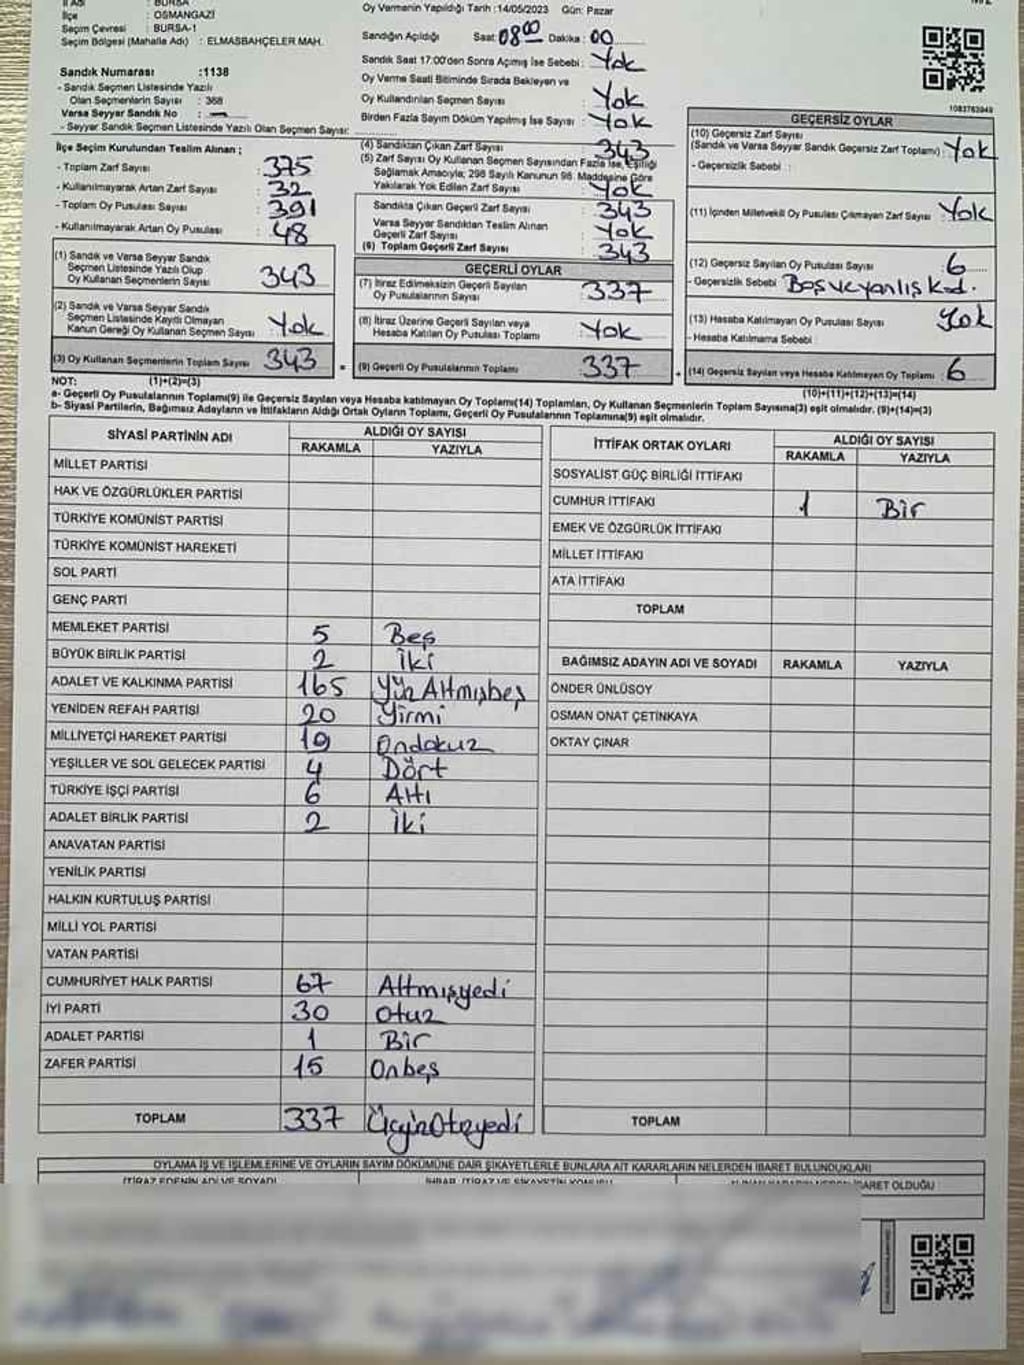 İl Adı : BURSA
İlçe : OSMANGAZİ
Seçim Çevresi : BURSA-1
Seçim Bölgesi (Mahalle Adı) : ELMASBAHÇELER MAH.
Sandık Numarası :1138
- Sandık Seçmen Listesinde Yazılı
Olan Seçmenlerin Sayısı : 368
Varsa Seyyar Sandık No : -
- Seyyar Sandık Seçmen Listesinde Yazılı Olan Seçmen Sayısı:
Oy Vermenin Yapıldığı Tarih :14/05/2023 Gün: Pazar
Sandığın Açıldığı Saat: 08 00 Dakika: 00
Sandık Saat 17:00'den Sonra Açılmış İse Sebebi : Yok
Oy Verme Saati Bitiminde Sırada Bekleyen ve
Oy Kullandırılan Seçmen Sayısı Yok
Birden Fazla Sayım Döküm Yapılmış İse Sayısı : Yok
1083763949
İlçe Seçim Kurulundan Teslim Alınan ;
- Toplam Zarf Sayısı : 375
- Kullanılmayarak Artan Zarf Sayısı : 32
- Toplam Oy Pusulası Sayısı : 391
- Kullanılmayarak Artan Oy Pusulası : 48
(1) Sandık ve Varsa Seyyar Sandık
Seçmen Listesinde Yazılı Olup
Oy Kullanan Seçmenlerin Sayısı 343
(2) Sandık ve Varsa Seyyar Sandık
Seçmen Listesinde Kayıtlı Olmayan
Kanun Gereği Oy Kullanan Seçmen Sayısı Yok
(3) Oy Kullanan Seçmenlerin Toplam Sayısı 343
(4) Sandıktan Çıkan Zarf Sayısı 343
(5) Zarf Sayısı Oy Kullanan Seçmen Sayısından Fazla İse, Eşitliği
Sağlamak Amacıyla; 298 Sayılı Kanunun 98. Maddesine Göre
Yakılarak Yok Edilen Zarf Sayısı : Yok
Sandıkta Çıkan Geçerli Zarf Sayısı : 343
Varsa Seyyar Sandıktan Teslim Alınan
Geçerli Zarf Sayısı : Yok
(6) Toplam Geçerli Zarf Sayısı : 343
GEÇERLİ OYLAR
(7) İtiraz Edilmeksizin Geçerli Sayılan
Oy Pusulalarının Sayısı : 337
(8) İtiraz Üzerine Geçerli Sayılan veya
Hesaba Katılan Oy Pusulaları Toplamı Yok
= (9) Geçerli Oy Pusulalarının Toplamı 337
GEÇERSİZ OYLAR
(10) Geçersiz Zarf Sayısı
(Sandık ve Varsa Seyyar Sandık Geçersiz Zarf Toplamı) : Yok
- Geçersizlik Sebebi :
(11) İçinden Milletvekili Oy Pusulası Çıkmayan Zarf Sayısı : Yok
(12) Geçersiz Sayılan Oy Pusulası Sayısı : 6
- Geçersizlik Sebebi : Boş ve yanlış kod.
(13) Hesaba Katılmayan Oy Pusulası Sayısı : Yok
- Hesaba Katılmama Sebebi :
+ (14) Geçersiz Sayılan veya Hesaba Katılmayan Oy Toplamı : 6
NOT: (1)+(2)=(3) (10)+(11)+(12)+(13)=(14)
a- Geçerli Oy Pusulalarının Toplamı(9) ile Geçersiz Sayılan veya Hesaba katılmayan Oy Toplamı(14) Toplamları, Oy Kullanan Seçmenlerin Toplam Sayısına(3) eşit olmalıdır. (9)+(14)=(3)
b- Siyasi Partilerin, Bağımsız Adayların ve İttifakların Aldığı Ortak Oyların Toplamı, Geçerli Oy Pusulalarının Toplamına(9) eşit olmalıdır.
SİYASİ PARTİNİN ADI ALDIĞI OY SAYISI
RAKAMLA YAZIYLA
MİLLET PARTİSİ
HAK VE ÖZGÜRLÜKLER PARTİSİ
TÜRKİYE KOMÜNİST PARTİSİ
TÜRKİYE KOMÜNİST HAREKETİ
SOL PARTİ
GENÇ PARTİ
MEMLEKET PARTİSİ 5 Beş
BÜYÜK BİRLİK PARTİSİ 2 İki
ADALET VE KALKINMA PARTİSİ 165 Yüz Altmışbeş
YENİDEN REFAH PARTİSİ 20 Yirmi
MİLLİYETÇİ HAREKET PARTİSİ 19 Ondokuz
YEŞİLLER VE SOL GELECEK PARTİSİ 4 Dört
TÜRKİYE İŞÇİ PARTİSİ 6 Altı
ADALET BİRLİK PARTİSİ 2 İki
ANAVATAN PARTİSİ
YENİLİK PARTİSİ
HALKIN KURTULUŞ PARTİSİ
MİLLİ YOL PARTİSİ
VATAN PARTİSİ
CUMHURİYET HALK PARTİSİ 67 Altmışyedi
İYİ PARTİ 30 Otuz
ADALET PARTİSİ 1 Bir
ZAFER PARTİSİ 15 Onbeş
TOPLAM 337 Üçyüzotuzyedi
İTTİFAK ORTAK OYLARI ALDIĞI OY SAYISI
RAKAMLA YAZIYLA
SOSYALİST GÜÇ BİRLİĞİ İTTİFAKI
CUMHUR İTTİFAKI 1 Bir
EMEK VE ÖZGÜRLÜK İTTİFAKI
MİLLET İTTİFAKI
ATA İTTİFAKI
TOPLAM
BAĞIMSIZ ADAYIN ADI VE SOYADI RAKAMLA YAZIYLA
ÖNDER ÜNLÜSOY
OSMAN ONAT ÇETİNKAYA
OKTAY ÇINAR
TOPLAM
OYLAMA İŞ VE İŞLEMLERİNE VE OYLARIN SAYIM DÖKÜMÜNE DAİR ŞİKAYETLERLE BUNLARA AİT KARARLARIN NELERDEN İBARET BULUNDUKLARI
İTİRAZ EDENİN ADI VE SOYADI
İBARET OLDUĞU